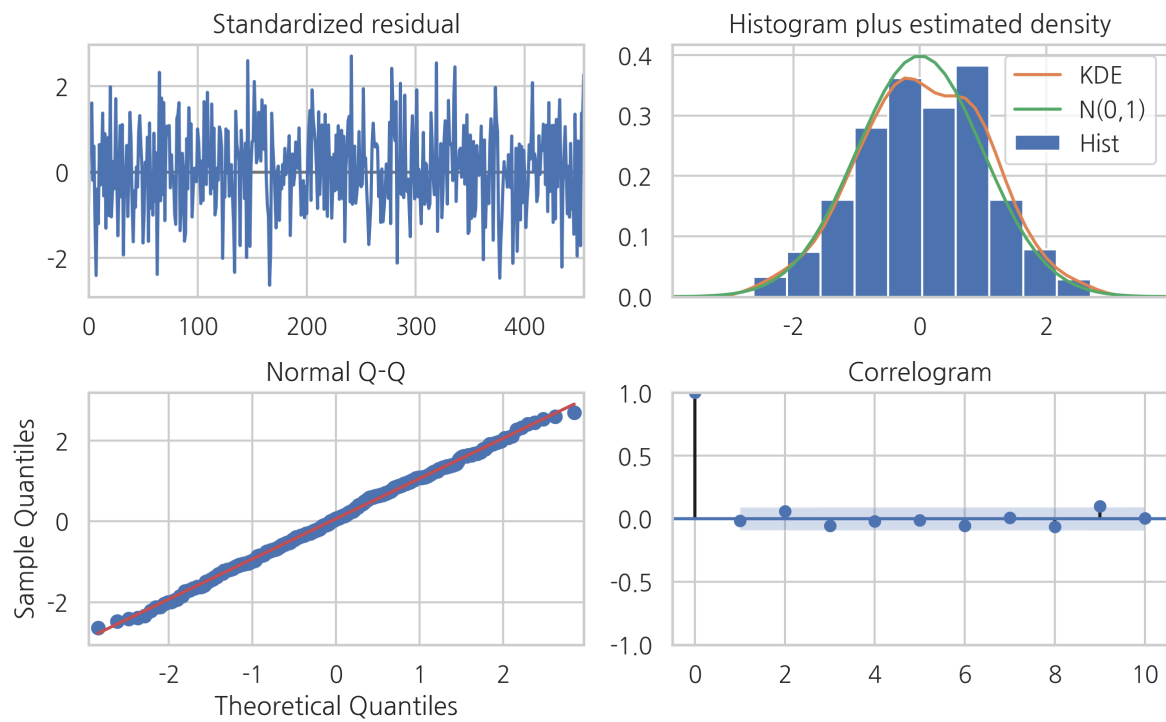 Standardized residual
2
0
-2
0 100 200 300 400
Histogram plus estimated density
0.4
0.3
0.2
0.1
0.0
KDE
N(0,1)
Hist
-2 0 2
Normal Q-Q
Sample Quantiles
2
0
-2
-2 -1 0 1 2
Theoretical Quantiles
Correlogram
1.0
0.5
0.0
-0.5
-1.0
0 2 4 6 8 10